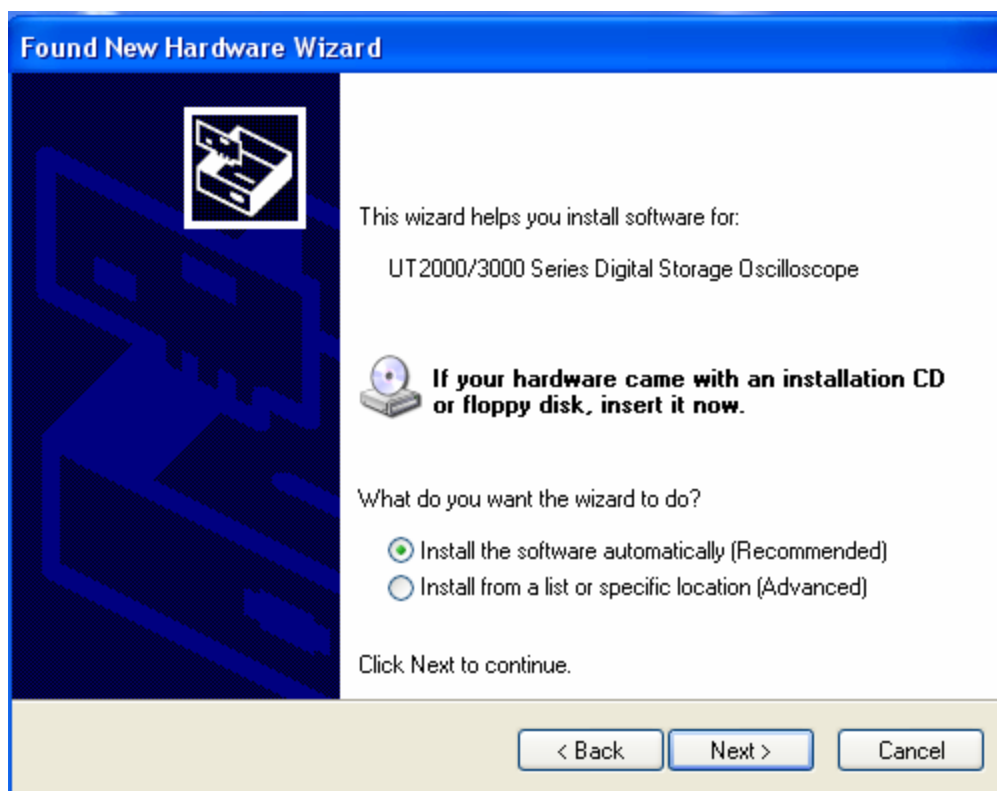 Found New Hardware Wizard
This wizard helps you install software for:
UT2000/3000 Series Digital Storage Oscilloscope
If your hardware came with an installation CD
or floppy disk, insert it now.
What do you want the wizard to do?
Install the software automatically (Recommended)
Install from a list or specific location (Advanced)
Click Next to continue.
< Back Next > Cancel